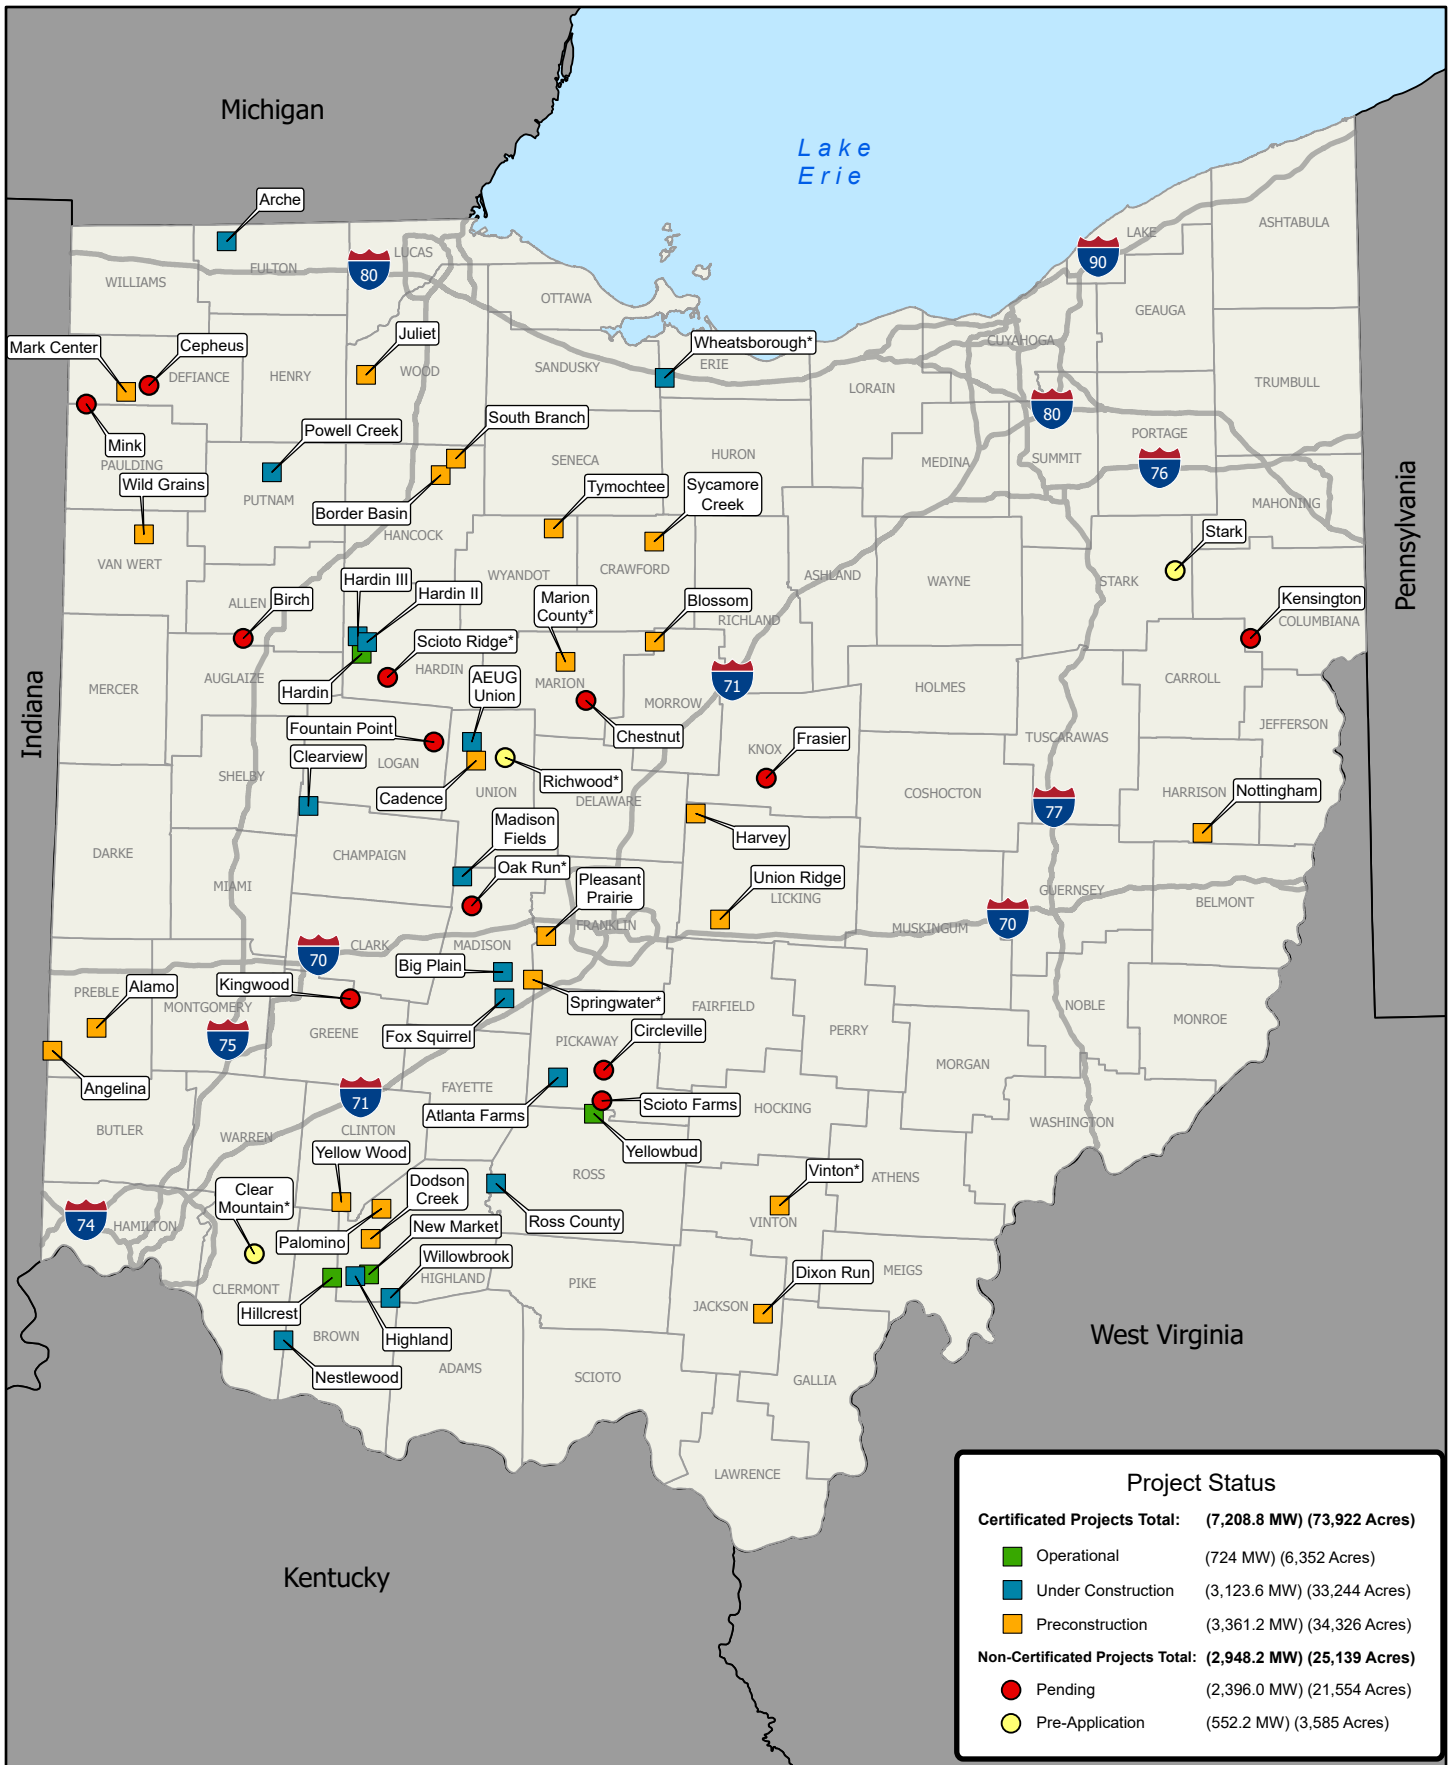 Michigan
Lake
Erie
Arche
ASHTABULA
LAKE
LUCAS
90
FULTON
80
WILLIAMS
OTTAWA
GEAUGA
Mark Center
Cepheus
Juliet
Wheatsborough*
CUYAHOGA
DEFIANCE
HENRY
WOOD
SANDUSKY
ERIE
LORAIN
TRUMBULL
80
Mink
South Branch
Powell Creek
PORTAGE
PAULDING
SENECA
HURON
MEDINA
SUMMIT
76
Wild Grains
Tymochtee
Sycamore
Creek
PUTNAM
Border Basin
MAHONING
HANCOCK
Stark
Pennsylvania
VAN WERT
WYANDOT
CRAWFORD
ASHLAND
WAYNE
STARK
Hardin III
Hardin II
ALLEN
Birch
Marion
County*
Blossom
RICHLAND
Kensington
COLUMBIANA
Scioto Ridge*
HARDIN
AEUG
Union
MARION
AUGLAIZE
MERCER
Hardin
71
CARROLL
HOLMES
MORROW
Indiana
Fountain Point
Chestnut
JEFFERSON
Clearview
LOGAN
KNOX
Frasier
TUSCARAWAS
SHELBY
Richwood*
Cadence
UNION
DELAWARE
COSHOCTON
77
HARRISON
Nottingham
Madison
Fields
Harvey
DARKE
CHAMPAIGN
Oak Run*
Pleasant
Prairie
Union Ridge
MIAMI
LICKING
GUERNSEY
BELMONT
FRANKLIN
MUSKINGUM
70
CLARK
MADISON
70
Big Plain
Kingwood
PREBLE
Alamo
MONTGOMERY
Springwater*
FAIRFIELD
NOBLE
MONROE
GREENE
Fox Squirrel
PICKAWAY
Circleville
PERRY
75
MORGAN
Angelina
FAYETTE
71
Atlanta Farms
Scioto Farms
HOCKING
BUTLER
WARREN
CLINTON
WASHINGTON
Yellow Wood
Yellowbud
Dodson
Creek
ROSS
Vinton*
ATHENS
Clear
Mountain*
74
HAMILTON
Palomino
New Market
Ross County
VINTON
Willowbrook
HIGHLAND
Dixon Run
MEIGS
CLERMONT
PIKE
Hillcrest
JACKSON
BROWN
Highland
West Virginia
Nestlewood
ADAMS
SCIOTO
GALLIA
LAWRENCE
Kentucky
Project Status
Certificated Projects Total: (7,208.8 MW) (73,922 Acres)
Operational (724 MW) (6,352 Acres)
Under Construction (3,123.6 MW) (33,244 Acres)
Preconstruction (3,361.2 MW) (34,326 Acres)
Non-Certificated Projects Total: (2,948.2 MW) (25,139 Acres)
Pending (2,396.0 MW) (21,554 Acres)
Pre-Application (552.2 MW) (3,585 Acres)